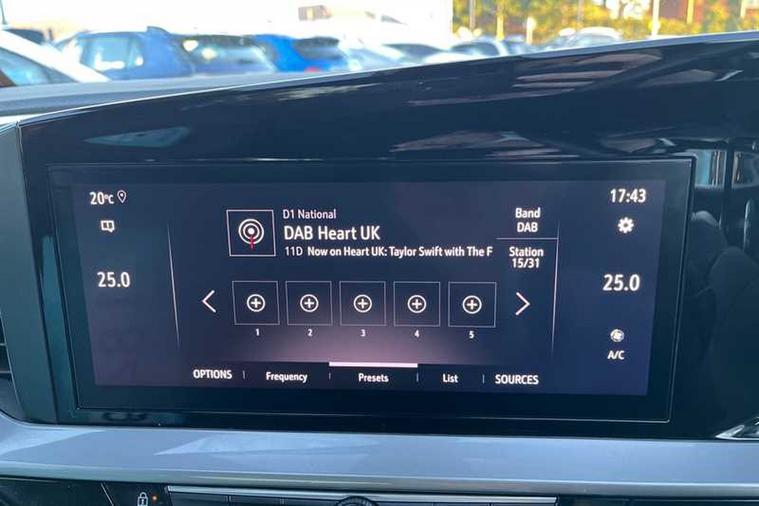 20°C
17:43
D1 National
DAB Heart UK
11D Now on Heart UK: Taylor Swift with The F
Band
DAB
Station
15/31
25.0
25.0
1 2 3 4 5
A/C
OPTIONS Frequency Presets List SOURCES